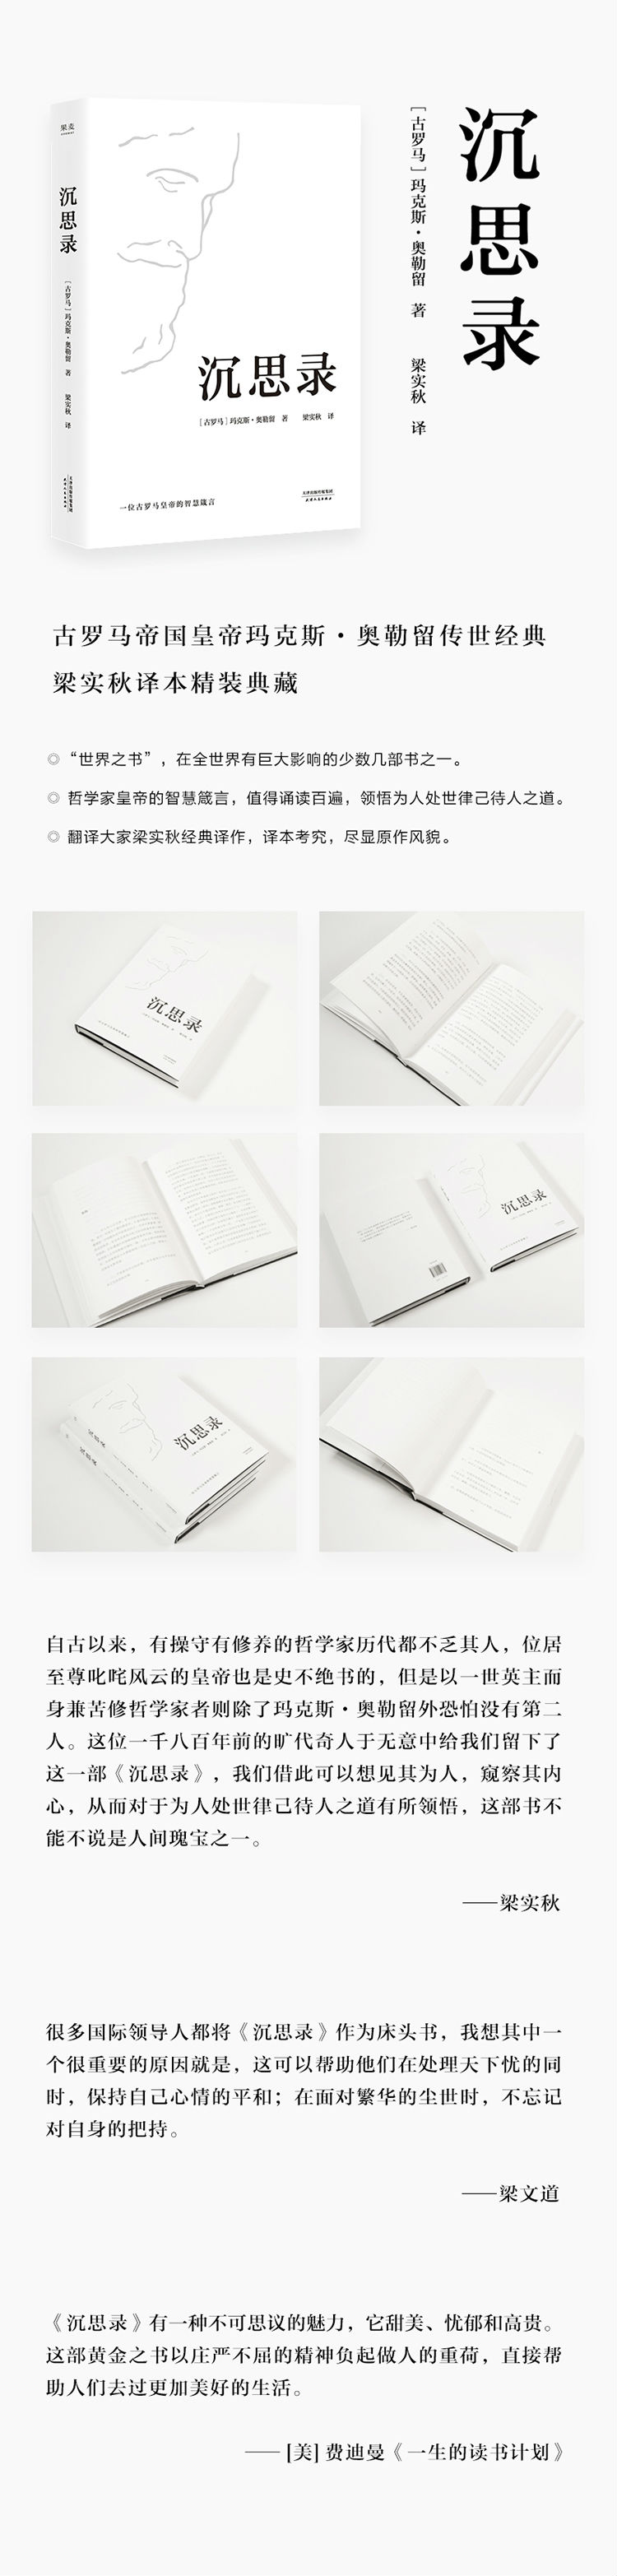 果麦
沉思录
[古罗马]玛克斯·奥勒留 著
梁实秋 译
沉思录
[古罗马]玛克斯·奥勒留 著 梁实秋 译
一位古罗马皇帝的智慧箴言
沉思录
[古罗马]玛克斯·奥勒留 著 梁实秋 译
古罗马帝国皇帝玛克斯·奥勒留传世经典
梁实秋译本精装典藏
◎ “世界之书”，在全世界有巨大影响的少数几部书之一。
◎ 哲学家皇帝的智慧箴言，值得诵读百遍，领悟为人处世律己待人之道。
◎ 翻译大家梁实秋经典译作，译本考究，尽显原作风貌。
沉思录
沉思录
沉思录
沉思录
沉思录
自古以来，有操守有修养的哲学家历代都不乏其人，位居
至尊叱咤风云的皇帝也是史不绝书的，但是以一世英主而
身兼苦修哲学家者则除了玛克斯·奥勒留外恐怕没有第二
人。这位一千八百年前的旷代奇人于无意中给我们留下了
这一部《沉思录》，我们借此可以想见其为人，窥察其内
心，从而对于为人处世律己待人之道有所领悟，这部书不
能不说是人间瑰宝之一。
——梁实秋
很多国际领导人都将《沉思录》作为床头书，我想其中一
个很重要的原因就是，这可以帮助他们在处理天下忧的同
时，保持自己心情的平和；在面对繁华的尘世时，不忘记
对自身的把持。
——梁文道
《沉思录》有一种不可思议的魅力，它甜美、忧郁和高贵。
这部黄金之书以庄严不屈的精神负起做人的重荷，直接帮
助人们去过更加美好的生活。
—— [美] 费迪曼《一生的读书计划》